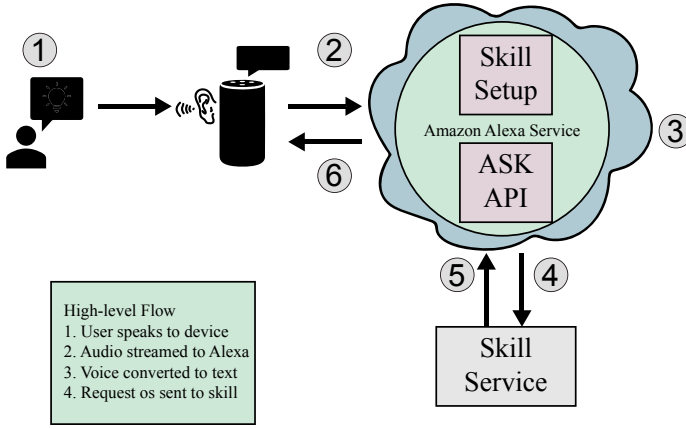 1
2
Skill
Setup
Amazon Alexa Service
3
ASK
API
6
5
4
High-level Flow
1. User speaks to device
2. Audio streamed to Alexa
3. Voice converted to text
4. Request os sent to skill
Skill
Service